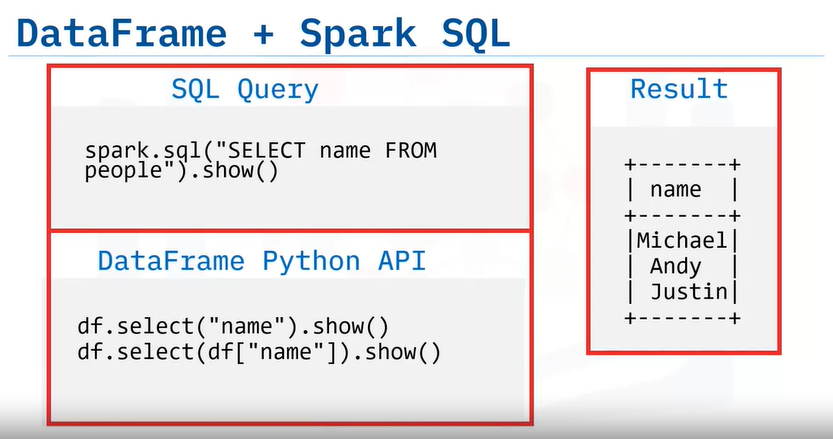 DataFrame + Spark SQL
SQL Query
spark.sql("SELECT name FROM
people").show()
DataFrame Python API
df.select("name").show()
df.select(df["name"]).show()
Result
+-------+
| name |
+-------+
|Michael|
| Andy |
| Justin|
+-------+